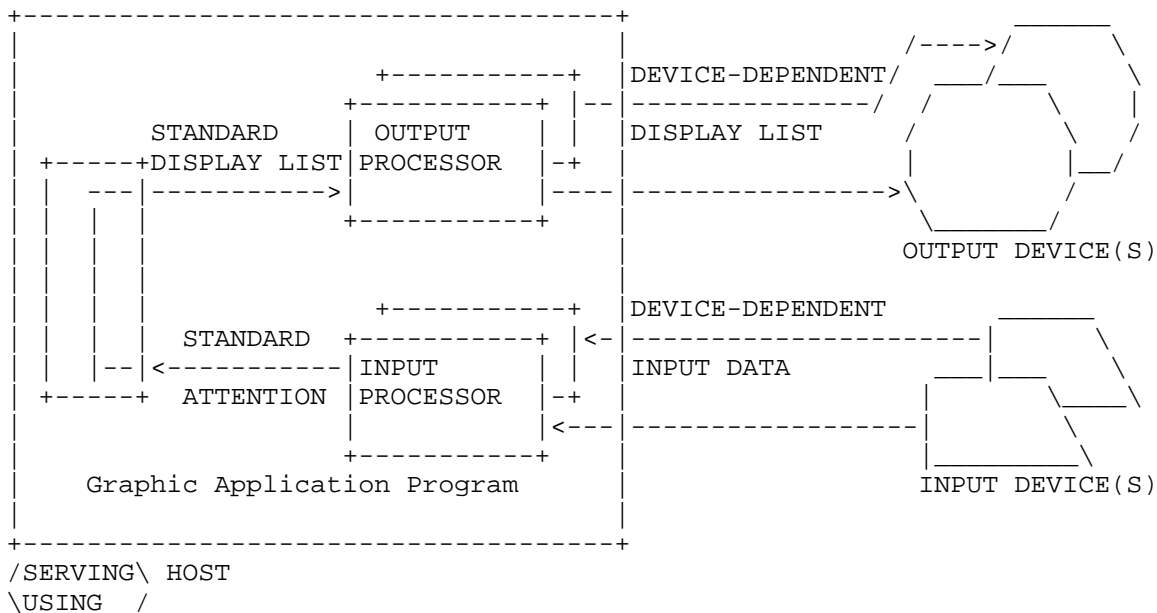 DEVICE-DEPENDENT
STANDARD OUTPUT DISPLAY LIST
DISPLAY LIST PROCESSOR
OUTPUT DEVICE(S)
DEVICE-DEPENDENT
STANDARD
INPUT INPUT DATA
ATTENTION PROCESSOR
Graphic Application Program INPUT DEVICE(S)
/SERVING\ HOST
\USING /